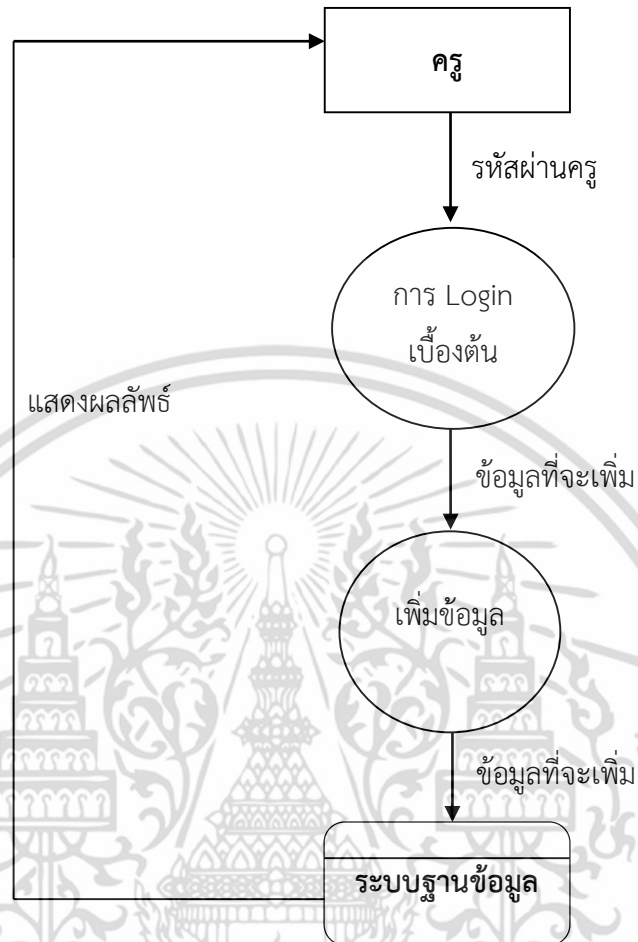 ครู
รหัสผ่านครู
การ Login
เบื้องต้น
แสดงผลลัพธ์
ข้อมูลที่จะเพิ่ม
เพิ่มข้อมูล
ข้อมูลที่จะเพิ่ม
ระบบฐานข้อมูล